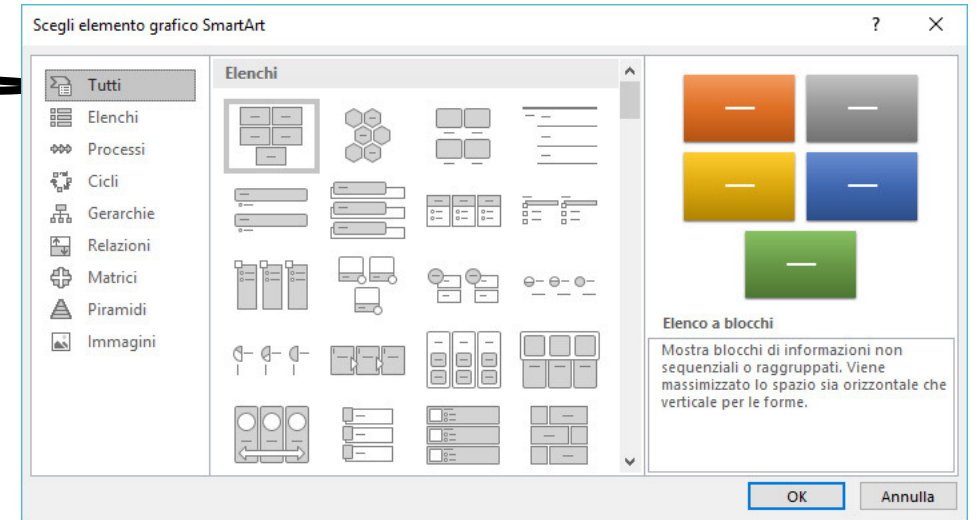 Scegli elemento grafico SmartArt
?
Tutti
Elenchi
Processi
Cicli
Gerarchie
Relazioni
Matrici
Piramidi
Immagini
Elenchi
Elenco a blocchi
Mostra blocchi di informazioni non
sequenziali o raggruppati. Viene
massimizzato lo spazio sia orizzontale che
verticale per le forme.
OK
Annulla